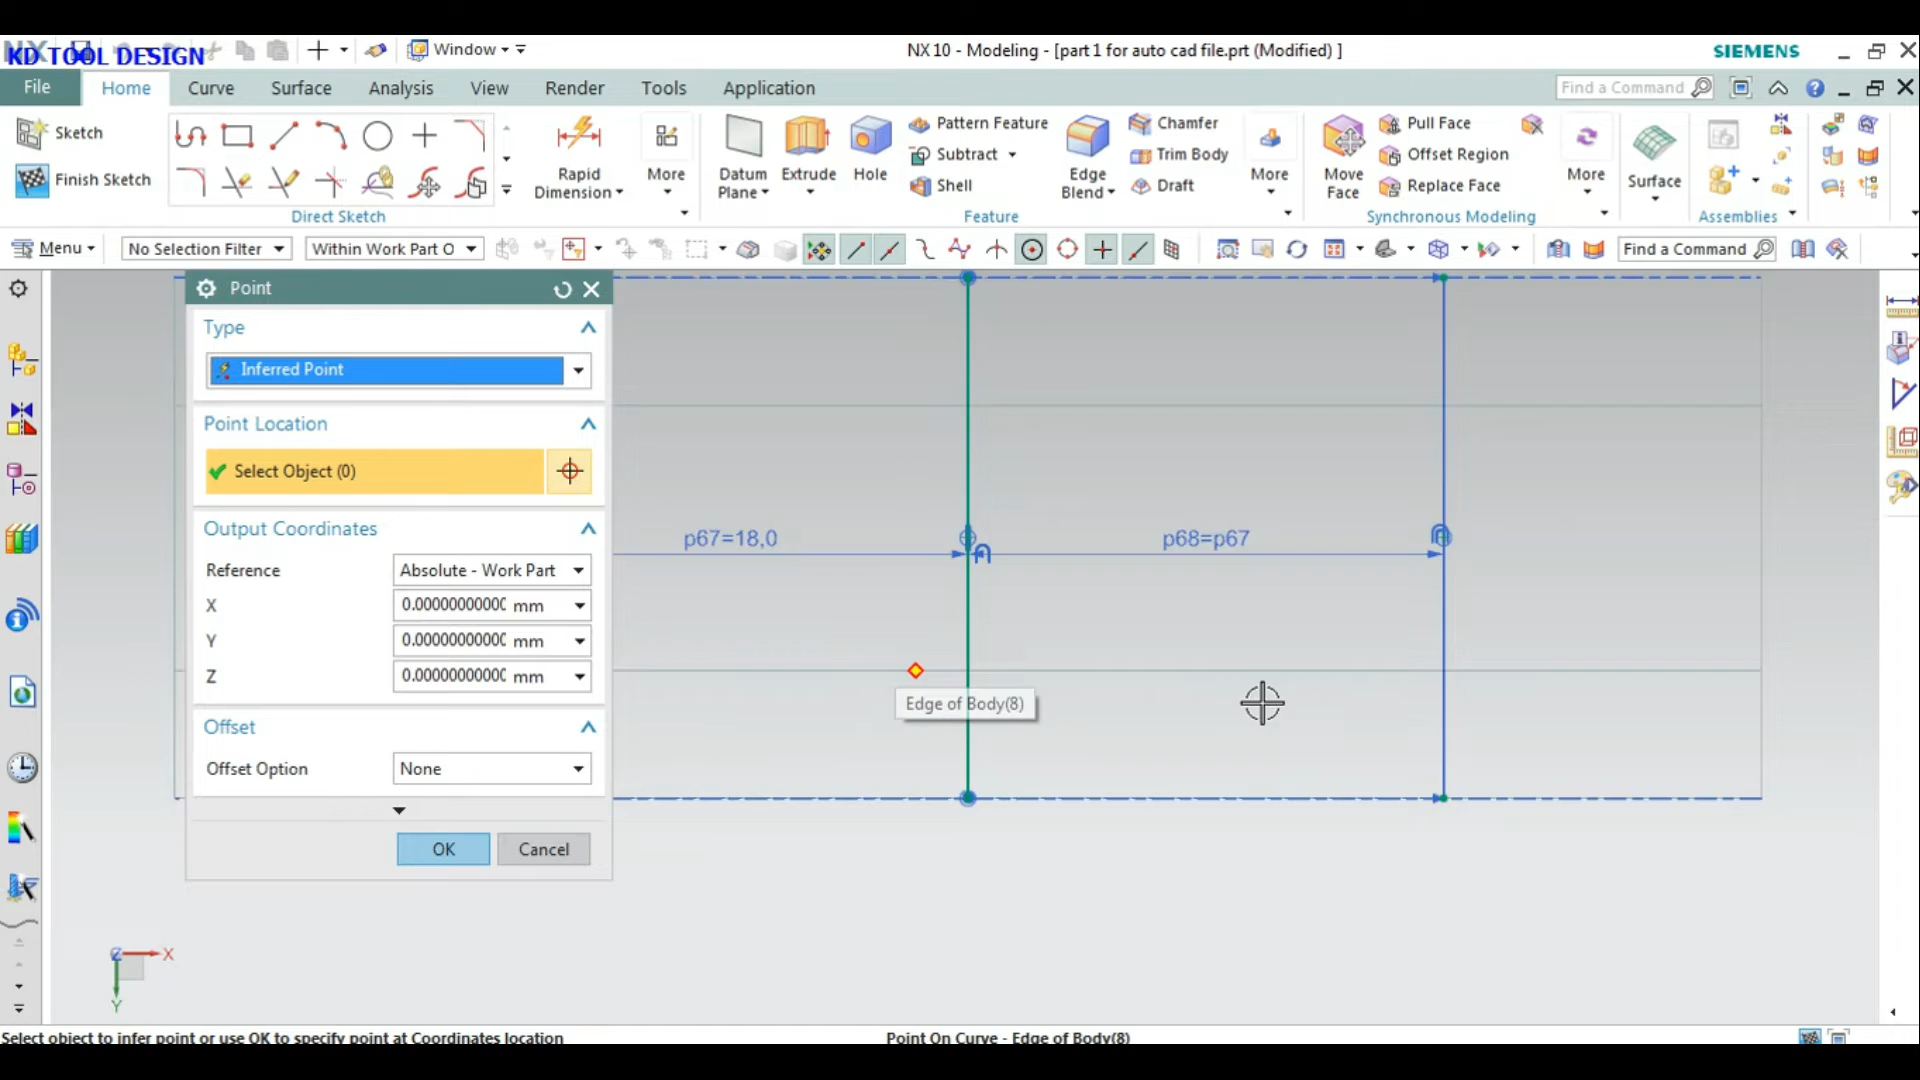 KD TOOL DESIGN
Window
NX 10 - Modeling - [part 1 for auto cad file.prt (Modified) ]
SIEMENS
File Home Curve Surface Analysis View Render Tools Application
Find a Command
Sketch
Finish Sketch
Direct Sketch
Rapid Dimension
More
Datum Plane
Extrude
Hole
Pattern Feature
Subtract
Shell
Edge Blend
Chamfer
Trim Body
Draft
More
Feature
Move Face
Pull Face
Offset Region
Replace Face
More
Synchronous Modeling
Surface
Assemblies
Menu
No Selection Filter
Within Work Part O
Find a Command
Point
Type
Inferred Point
Point Location
Select Object (0)
Output Coordinates
Reference Absolute - Work Part
X 0.0000000000 mm
Y 0.0000000000 mm
Z 0.0000000000 mm
Offset
Offset Option None
OK Cancel
p67=18,0
p68=p67
Edge of Body(8)
Z X
Y
Select object to infer point or use OK to specify point at Coordinates location
Point On Curve - Edge of Body(8)